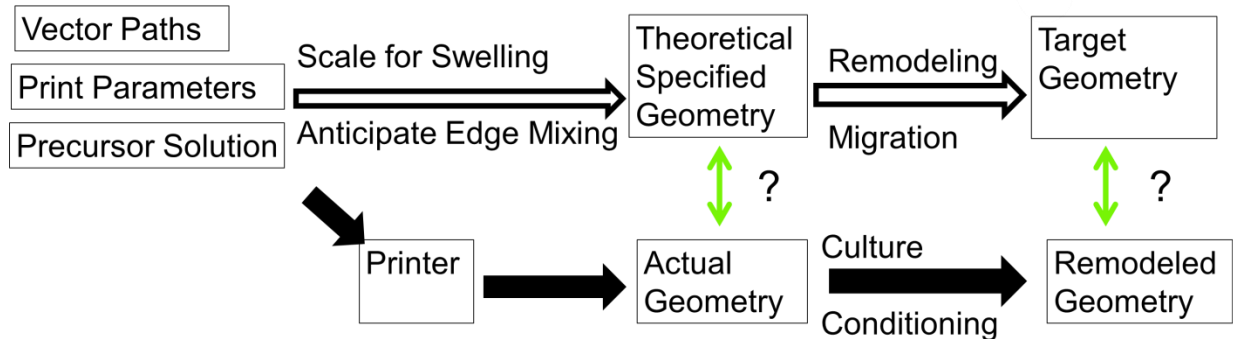 Vector Paths
Print Parameters
Precursor Solution
Scale for Swelling
Anticipate Edge Mixing
Theoretical
Specified
Geometry
Remodeling
Migration
Target
Geometry
?
?
Printer
Actual
Geometry
Culture
Conditioning
Remodeled
Geometry